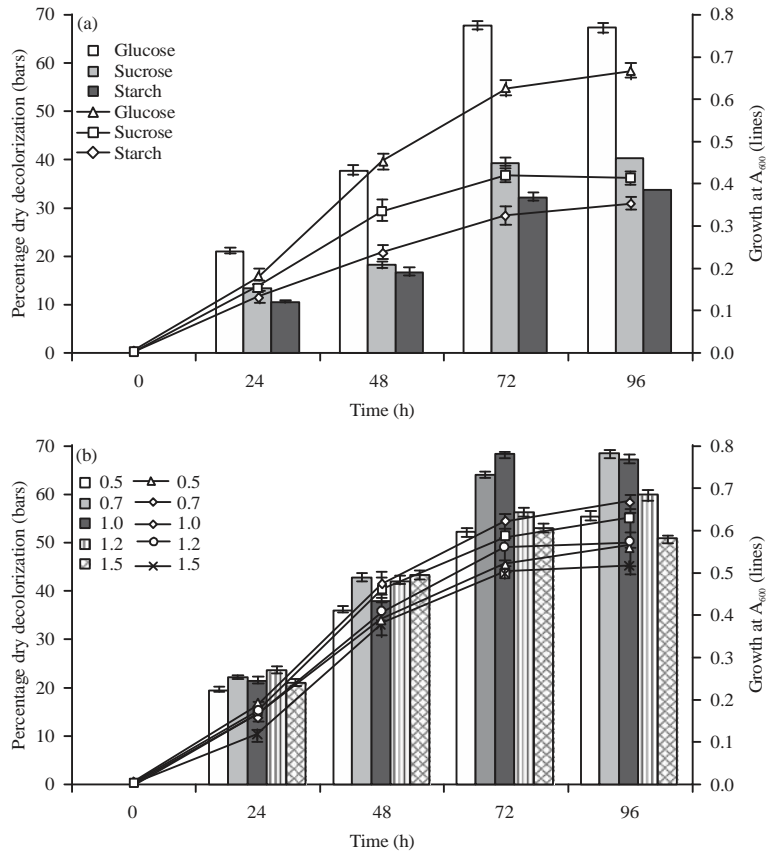 (a)
Glucose
Sucrose
Starch
Glucose
Sucrose
Starch
70
60
50
40
30
20
10
0
Percentage dry decolorization (bars)
0.8
0.7
0.6
0.5
0.4
0.3
0.2
0.1
0.0
Growth at A600 (lines)
0 24 48 72 96
Time (h)
(b)
0.5 0.5
0.7 0.7
1.0 1.0
1.2 1.2
1.5 1.5
70
60
50
40
30
20
10
0
Percentage dry decolorization (bars)
0.8
0.7
0.6
0.5
0.4
0.3
0.2
0.1
0.0
Growth at A600 (lines)
0 24 48 72 96
Time (h)